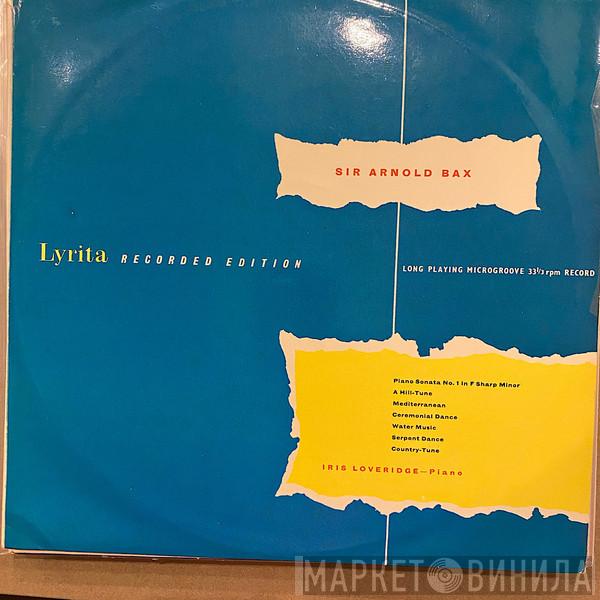 SIR ARNOLD BAX
Lyrita RECORDED EDITION
LONG PLAYING MICROGROOVE 33⅓ rpm RECORD
Piano Sonata No. 1 in F Sharp Minor
A Hill-Tune
Mediterranean
Ceremonial Dance
Water Music
Serpent Dance
Country-Tune
IRIS LOVERIDGE—Piano
МАРКЕТ ВИНИЛА